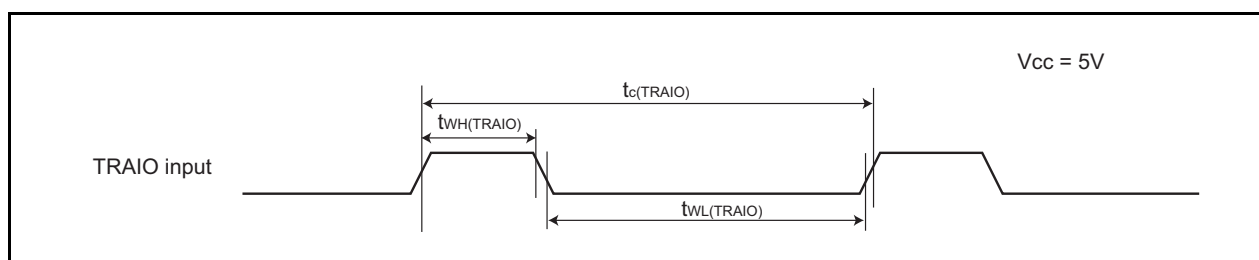 Vcc = 5V
tc(TRAIO)
tWH(TRAIO)
TRAIO input
tWL(TRAIO)